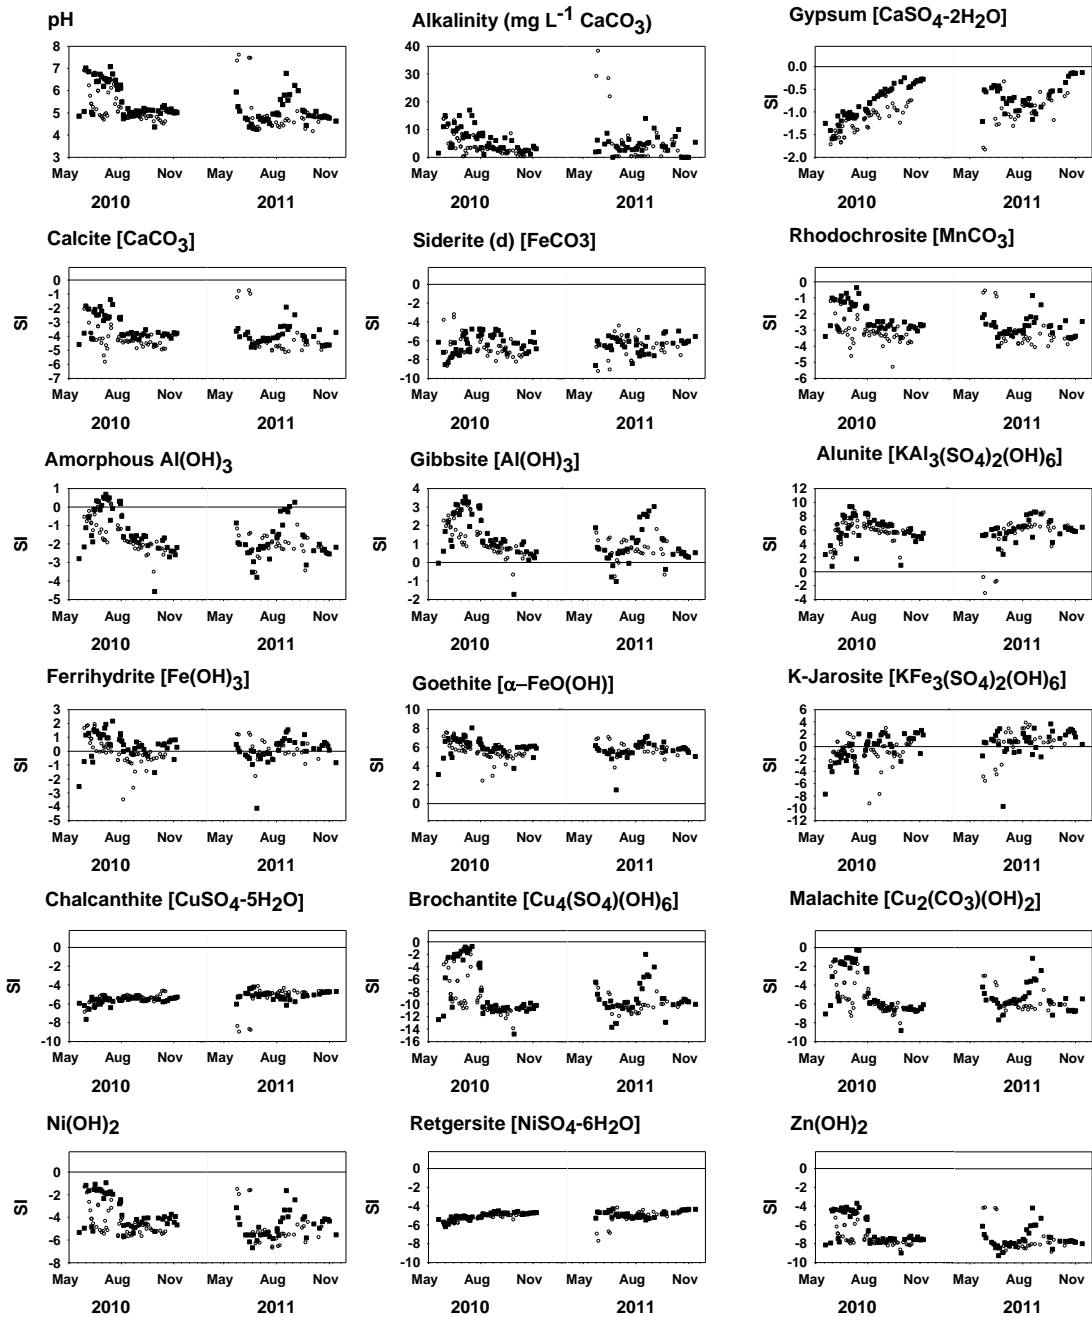 pH
Alkalinity (mg L-1 CaCO3)
Gypsum [CaSO4-2H2O]
8
7
6
5
4
3
May Aug Nov May Aug Nov
2010 2011
40
30
20
10
0
May Aug Nov May Aug Nov
2010 2011
SI
0.0
-0.5
-1.0
-1.5
-2.0
May Aug Nov May Aug Nov
2010 2011
Calcite [CaCO3]
Siderite (d) [FeCO3]
Rhodochrosite [MnCO3]
SI
0
-1
-2
-3
-4
-5
-6
-7
May Aug Nov May Aug Nov
2010 2011
0
-2
-4
-6
-8
-10
May Aug Nov May Aug Nov
2010 2011
SI
0
-1
-2
-3
-4
-5
-6
May Aug Nov May Aug Nov
2010 2011
Amorphous Al(OH)3
Gibbsite [Al(OH)3]
Alunite [KAl3(SO4)2(OH)6]
SI
1
0
-1
-2
-3
-4
-5
May Aug Nov May Aug Nov
2010 2011
SI
4
3
2
1
0
-1
-2
May Aug Nov May Aug Nov
2010 2011
SI
12
10
8
6
4
2
0
-2
-4
May Aug Nov May Aug Nov
2010 2011
Ferrihydrite [Fe(OH)3]
Goethite [α–FeO(OH)]
K-Jarosite [KFe3(SO4)2(OH)6]
SI
3
2
1
0
-1
-2
-3
-4
-5
May Aug Nov May Aug Nov
2010 2011
SI
10
8
6
4
2
0
May Aug Nov May Aug Nov
2010 2011
SI
6
4
2
0
-2
-4
-6
-8
-10
-12
May Aug Nov May Aug Nov
2010 2011
Chalcanthite [CuSO4-5H2O]
Brochantite [Cu4(SO4)(OH)6]
Malachite [Cu2(CO3)(OH)2]
SI
0
-2
-4
-6
-8
-10
May Aug Nov May Aug Nov
2010 2011
SI
0
-2
-4
-6
-8
-10
-12
-14
-16
May Aug Nov May Aug Nov
2010 2011
SI
0
-2
-4
-6
-8
-10
May Aug Nov May Aug Nov
2010 2011
Ni(OH)2
Retgersite [NiSO4-6H2O]
Zn(OH)2
SI
0
-2
-4
-6
-8
May Aug Nov May Aug Nov
2010 2011
SI
0
-2
-4
-6
-8
-10
May Aug Nov May Aug Nov
2010 2011
SI
0
-2
-4
-6
-8
-10
May Aug Nov May Aug Nov
2010 2011